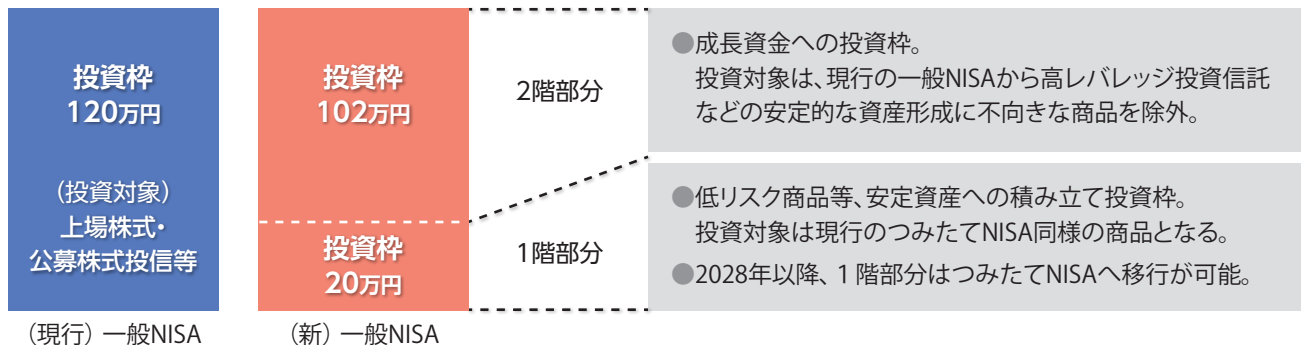 投資枠
120万円
（投資対象）
上場株式・
公募株式投信等
（現行）一般NISA
投資枠
102万円
投資枠
20万円
（新）一般NISA
2階部分
1階部分
●成長資金への投資枠。
投資対象は、現行の一般NISAから高レバレッジ投資信託
などの安定的な資産形成に不向きな商品を除外。
●低リスク商品等、安定資産への積み立て投資枠。
投資対象は現行のつみたてNISA同様の商品となる。
●2028年以降、１階部分はつみたてNISAへ移行が可能。